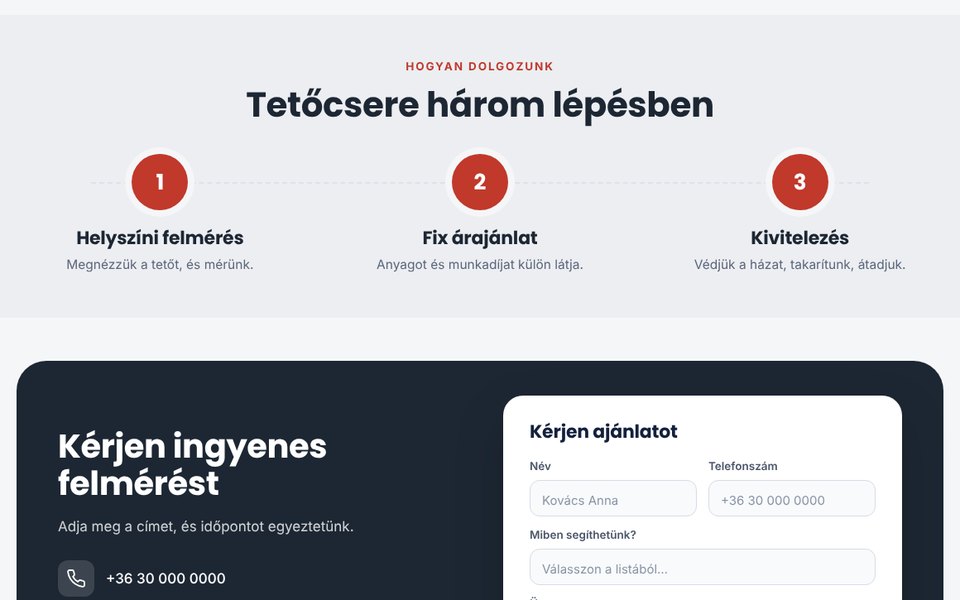 HOGYAN DOLGOZUNK
Tetőcsere három lépésben
1
2
3
Helyszíni felmérés
Fix árajánlat
Kivitelezés
Megnézzük a tetőt, és mérünk.
Anyagot és munkadíjat külön látja.
Védjük a házat, takarítunk, átadjuk.
Kérjen ingyenes
felmérést
Adja meg a címet, és időpontot egyeztetünk.
+36 30 000 0000
Kérjen ajánlatot
Név
Telefonszám
Kovács Anna
+36 30 000 0000
Miben segíthetünk?
Válasszon a listából...